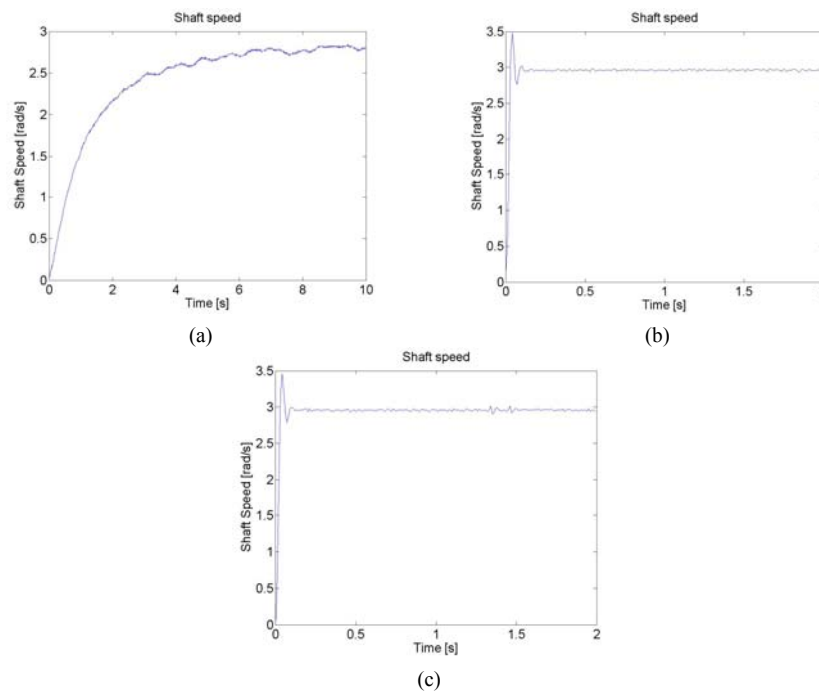 Shaft speed
Shaft Speed [rad/s]
3
2.5
2
1.5
1
0.5
0
0 2 4 6 8 10
Time [s]
(a)
Shaft speed
Shaft Speed [rad/s]
3.5
3
2.5
2
1.5
1
0.5
0
0 0.5 1 1.5
Time [s]
(b)
Shaft speed
Shaft Speed [rad/s]
3.5
3
2.5
2
1.5
1
0.5
0
0 0.5 1 1.5 2
Time [s]
(c)